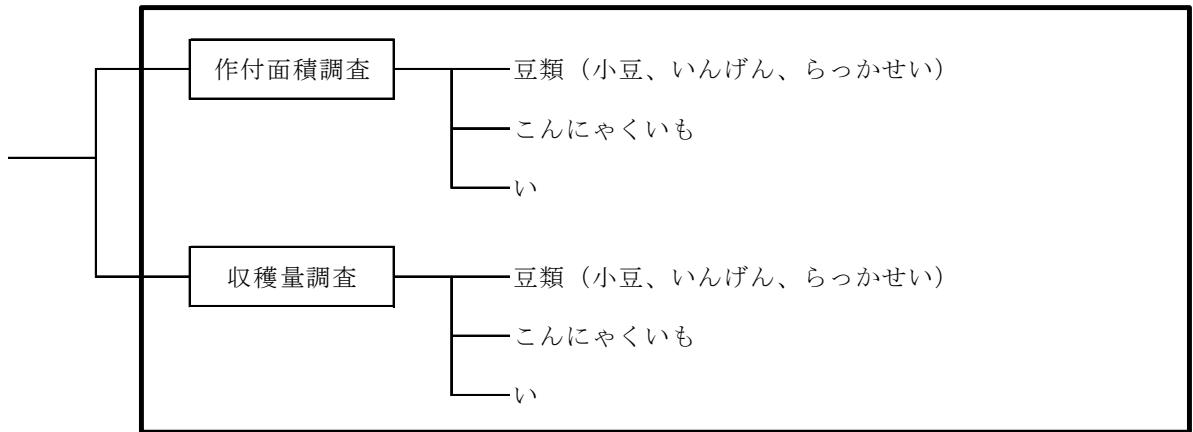 作付面積調査
豆類（小豆、いんげん、らっかせい）
こんにゃくいも
い
収穫量調査
豆類（小豆、いんげん、らっかせい）
こんにゃくいも
い